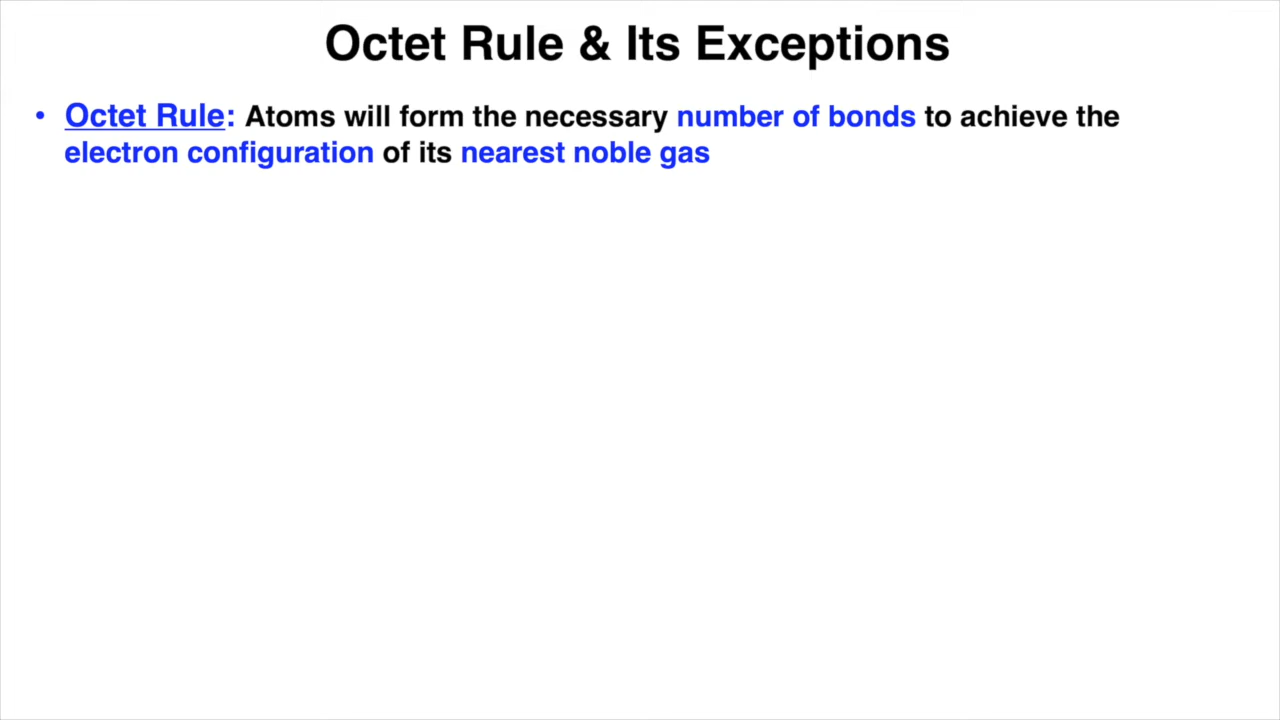 Octet Rule & Its Exceptions
• Octet Rule: Atoms will form the necessary number of bonds to achieve the
electron configuration of its nearest noble gas